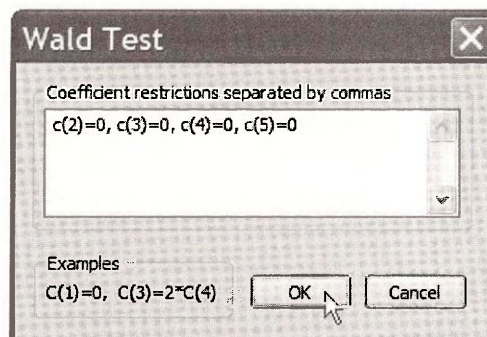 Wald Test
Coefficient restrictions separated by commas
c(2)=0, c(3)=0, c(4)=0, c(5)=0
Examples
C(1)=0, C(3)=2*C(4)
OK
Cancel